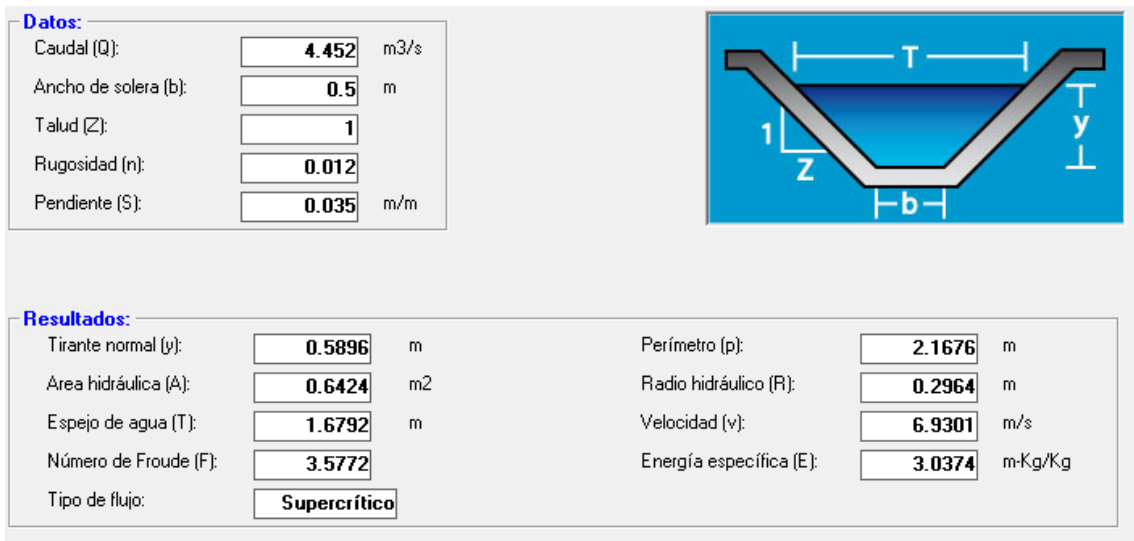 Datos:
Caudal (Q): 4.452 m3/s
Ancho de solera (b): 0.5 m
Talud (Z): 1
Rugosidad (n): 0.012
Pendiente (S): 0.035 m/m
T
1
Z
y
b
Resultados:
Tirante normal (y): 0.5896 m Perímetro (p): 2.1676 m
Area hidráulica (A): 0.6424 m2 Radio hidráulico (R): 0.2964 m
Espejo de agua (T): 1.6792 m Velocidad (v): 6.9301 m/s
Número de Froude (F): 3.5772 Energía específica (E): 3.0374 m-Kg/Kg
Tipo de flujo: Supercrítico